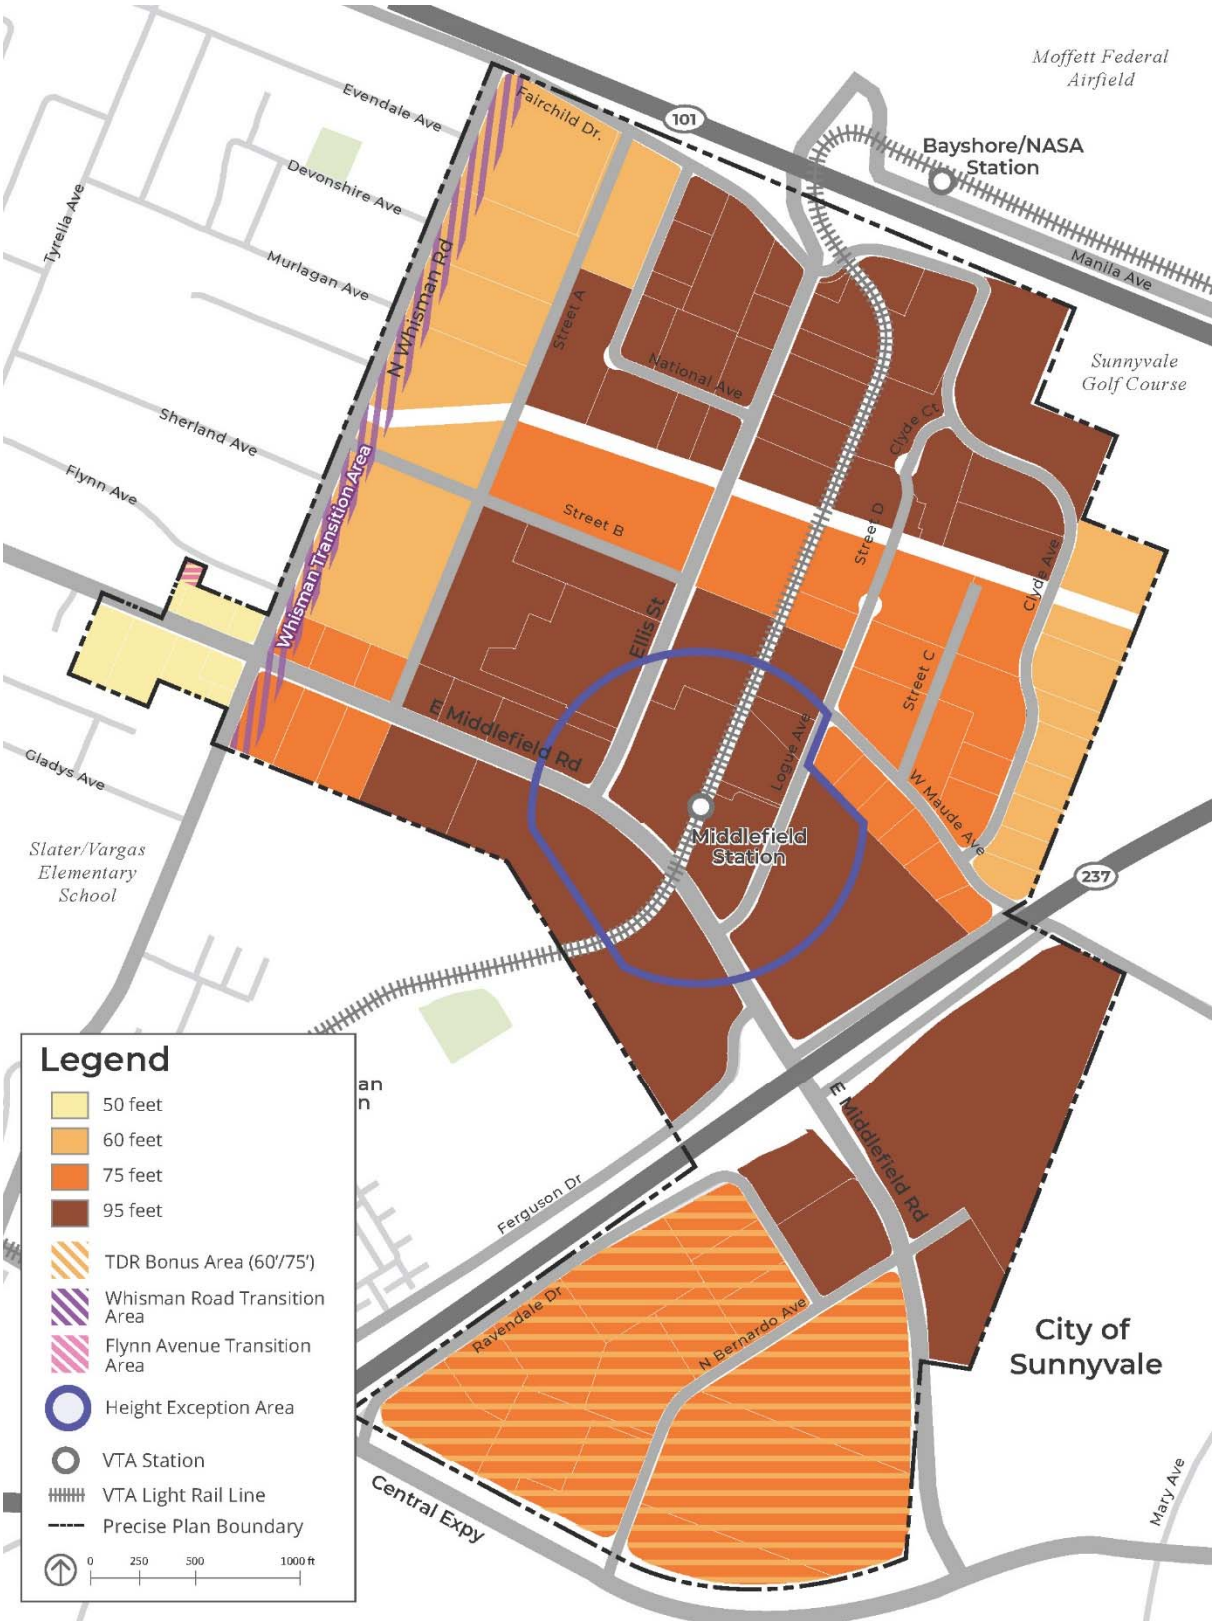 Moffett Federal
Airfield
101
Bayshore/NASA
Station
Manila Ave
Sunnyvale
Golf Course
Evendale Ave
Fairchild Dr.
Devonshire Ave
Tyrella Ave
Murlagan Ave
N Whisman Rd
Street A
National Ave
Sherland Ave
Clyde Ct
Flynn Ave
Whisman Transition Area
Street B
Street D
Clyde Ave
Ellis St
Street C
E Middlefield Rd
Logue Ave
W Maude Ave
Gladys Ave
Middlefield
Station
Slater/Vargas
Elementary
School
237
an
n
E Middlefield Rd
Ferguson Dr
Ravendale Dr
N Bernardo Ave
City of
Sunnyvale
Central Expy
Mary Ave
Legend
50 feet
60 feet
75 feet
95 feet
TDR Bonus Area (60'/75')
Whisman Road Transition
Area
Flynn Avenue Transition
Area
Height Exception Area
VTA Station
VTA Light Rail Line
Precise Plan Boundary
0 250 500 1000 ft